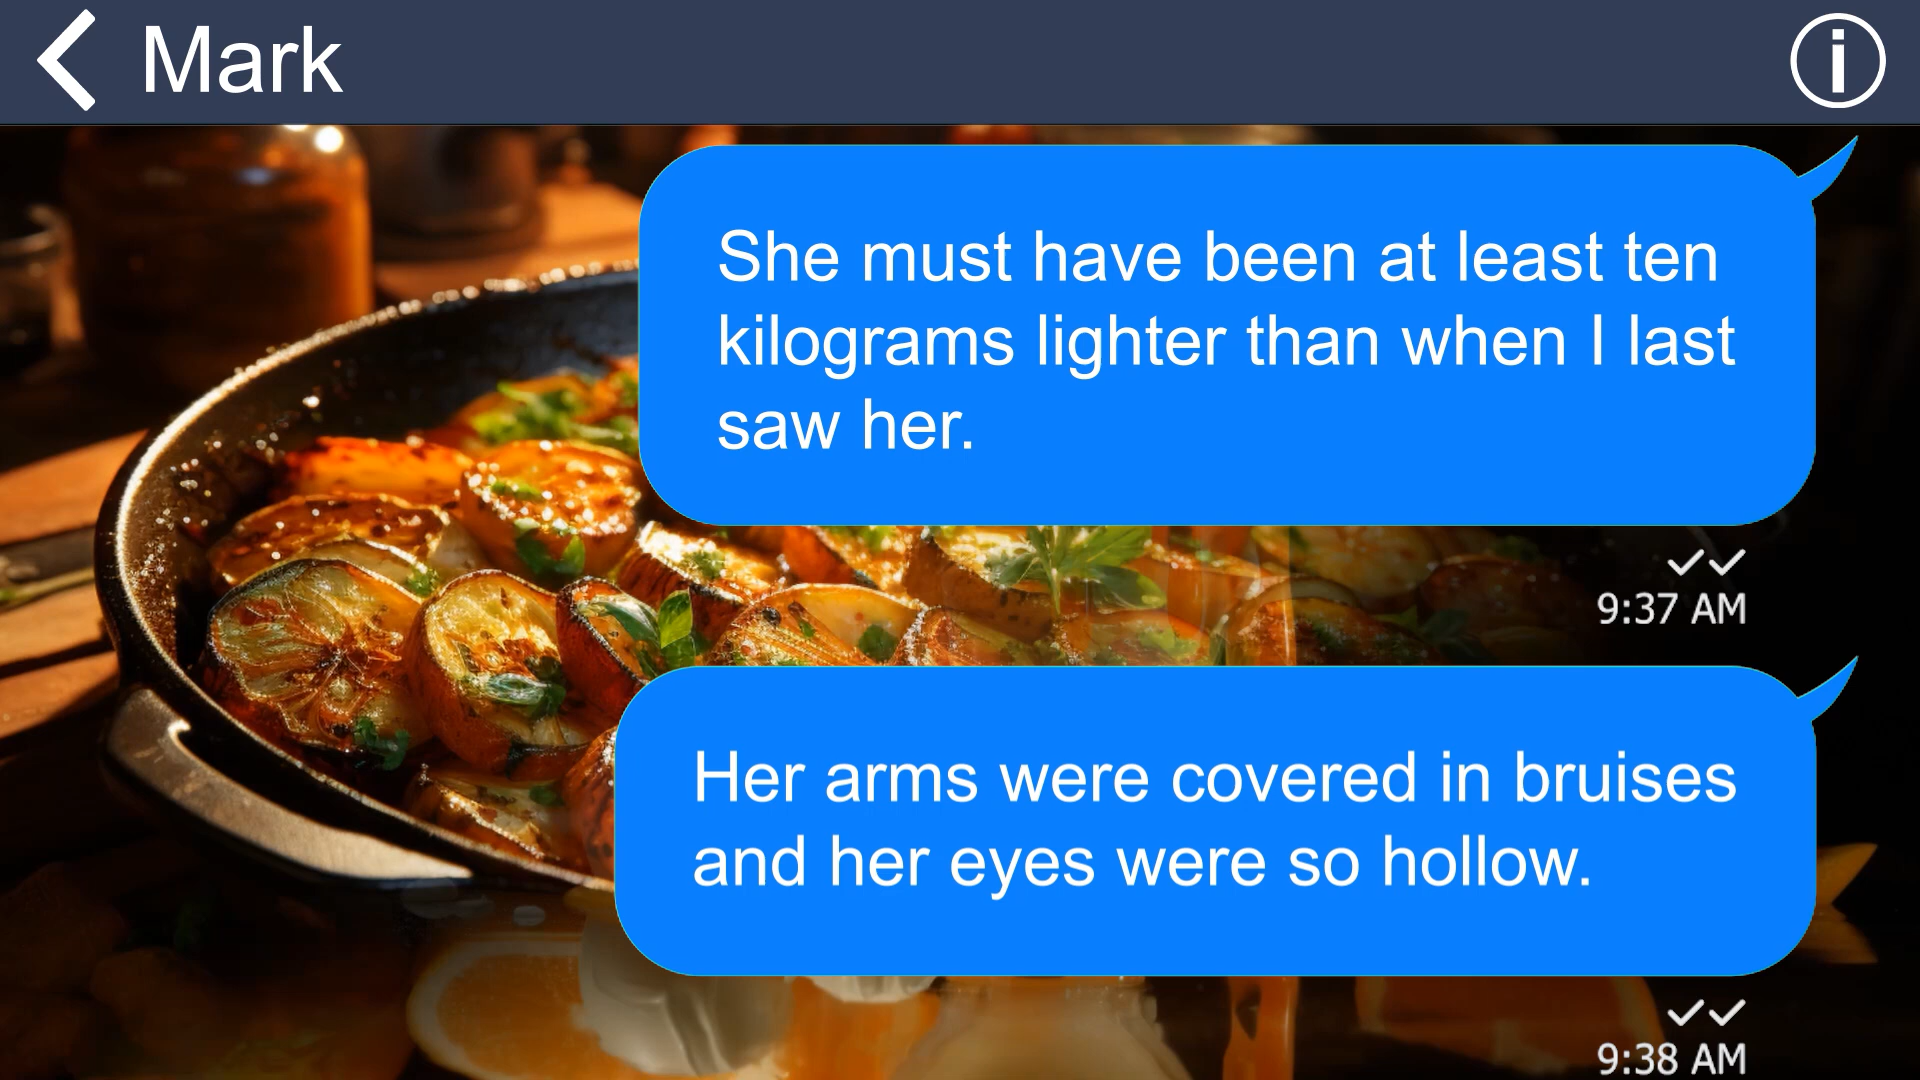 Mark
She must have been at least ten
kilograms lighter than when I last
saw her.
9:37 AM
Her arms were covered in bruises
and her eyes were so hollow.
9:38 AM